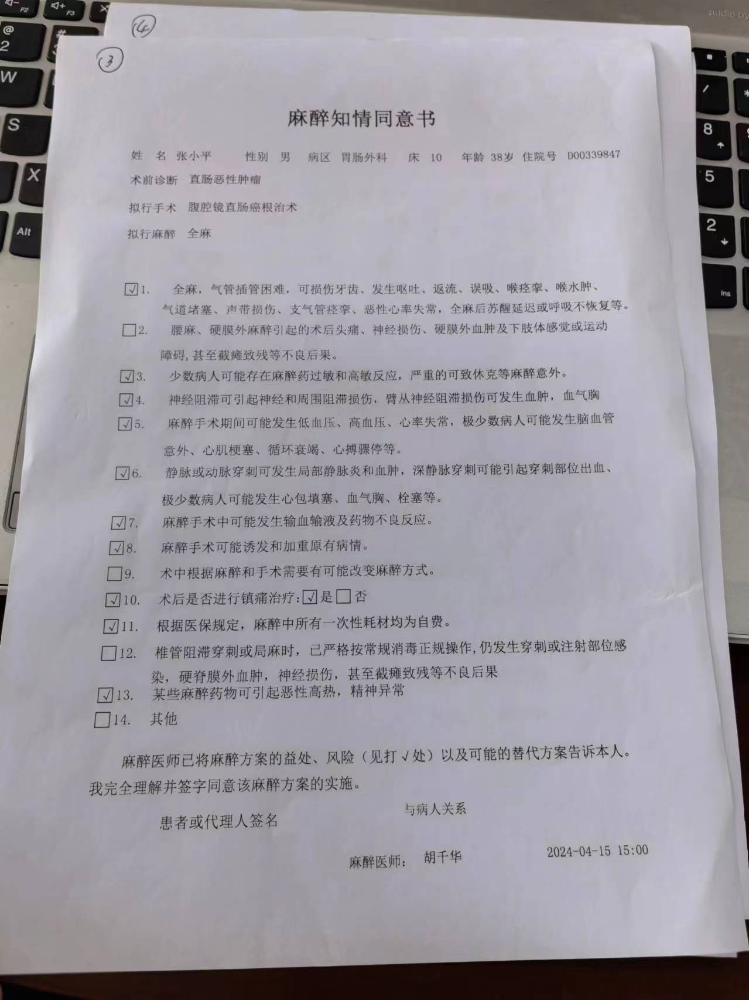 audio by
F2
F3
@
2
#
W
S
X
Alt
/
*
8
5
2
Ins
④
③
麻醉知情同意书
姓 名 张小平 性别 男 病区 胃肠外科 床 10 年龄 38岁 住院号 D00339847
术前诊断 直肠恶性肿瘤
拟行手术 腹腔镜直肠癌根治术
拟行麻醉 全麻
☑1. 全麻，气管插管困难，可损伤牙齿、发生呕吐、返流、误吸、喉痉挛、喉水肿、
气道堵塞、声带损伤、支气管痉挛、恶性心率失常，全麻后苏醒延迟或呼吸不恢复等。
☐2. 腰麻、硬膜外麻醉引起的术后头痛、神经损伤、硬膜外血肿及下肢体感觉或运动
障碍,甚至截瘫致残等不良后果。
☑3. 少数病人可能存在麻醉药过敏和高敏反应，严重的可致休克等麻醉意外。
☑4. 神经阻滞可引起神经和周围阻滞损伤，臂丛神经阻滞损伤可发生血肿，血气胸
☑5. 麻醉手术期间可能发生低血压、高血压、心率失常，极少数病人可能发生脑血管
意外、心肌梗塞、循环衰竭、心搏骤停等。
☑6. 静脉或动脉穿刺可发生局部静脉炎和血肿，深静脉穿刺可能引起穿刺部位出血、
极少数病人可能发生心包填塞、血气胸、栓塞等。
☑7. 麻醉手术中可能发生输血输液及药物不良反应。
☑8. 麻醉手术可能诱发和加重原有病情。
☐9. 术中根据麻醉和手术需要有可能改变麻醉方式。
☑10. 术后是否进行镇痛治疗:☑是☐否
☑11. 根据医保规定，麻醉中所有一次性耗材均为自费。
☐12. 椎管阻滞穿刺或局麻时，已严格按常规消毒正规操作,仍发生穿刺或注射部位感
染，硬脊膜外血肿，神经损伤，甚至截瘫致残等不良后果
☑13. 某些麻醉药物可引起恶性高热，精神异常
☐14. 其他
麻醉医师已将麻醉方案的益处、风险（见打√处）以及可能的替代方案告诉本人。
我完全理解并签字同意该麻醉方案的实施。
患者或代理人签名 与病人关系
麻醉医师： 胡千华 2024-04-15 15:00